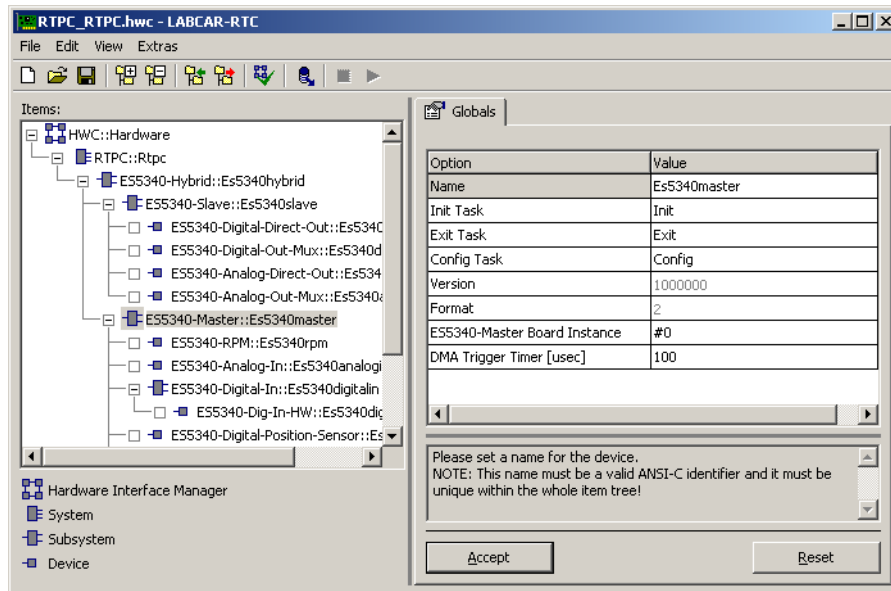 RTPC_RTPC.hwc - LABCAR-RTC
File Edit View Extras
Items:
HWC::Hardware
RTPC::Rtpc
ES5340-Hybrid::Es5340hybrid
ES5340-Slave::Es5340slave
ES5340-Digital-Direct-Out::Es534
ES5340-Digital-Out-Mux::Es5340d
ES5340-Analog-Direct-Out::Es534
ES5340-Analog-Out-Mux::Es5340
ES5340-Master::Es5340master
ES5340-RPM::Es5340rpm
ES5340-Analog-In::Es5340analogi
ES5340-Digital-In::Es5340digitalin
ES5340-Dig-In-HW::Es5340dig
ES5340-Digital-Position-Sensor::Es
Hardware Interface Manager
System
Subsystem
Device
Globals
Option Value
Name Es5340master
Init Task Init
Exit Task Exit
Config Task Config
Version 1000000
Format 2
ES5340-Master Board Instance #0
DMA Trigger Timer [usec] 100
Please set a name for the device.
NOTE: This name must be a valid ANSI-C identifier and it must be
unique within the whole item tree!
Accept Reset